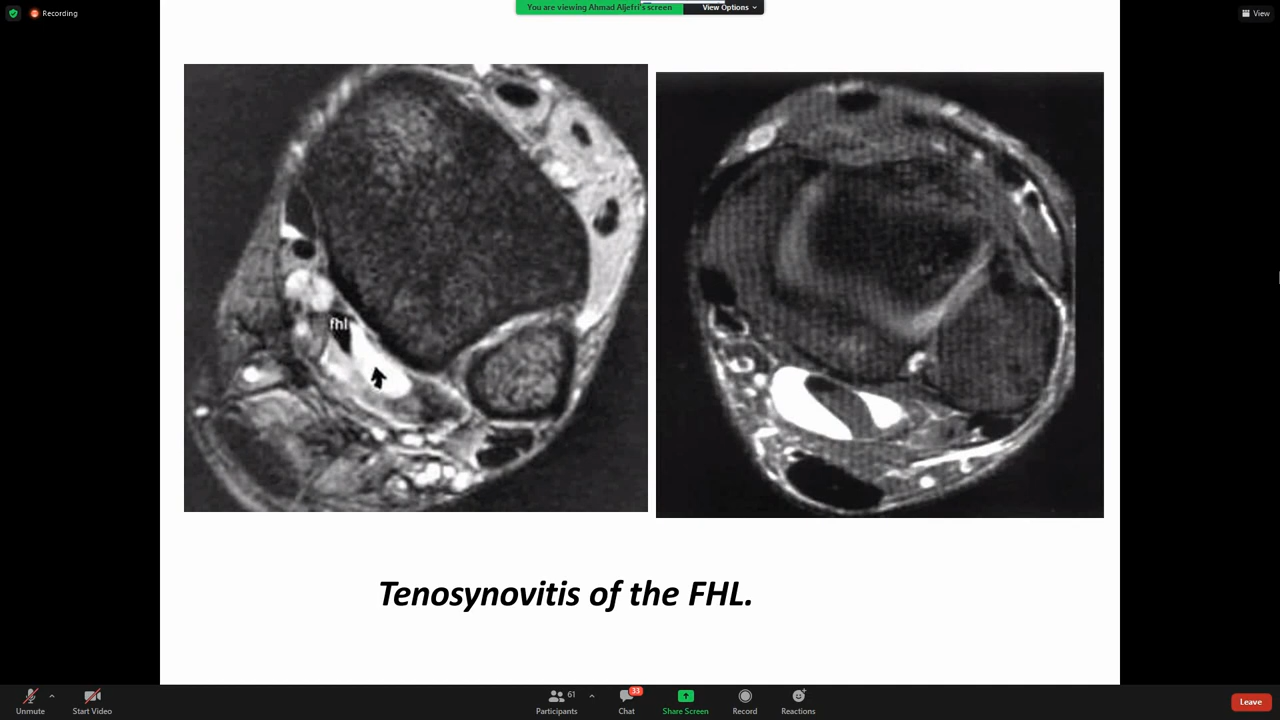 Recording
You are viewing Ahmad Aljefri's screen
View Options
View
fhl
Tenosynovitis of the FHL.
Unmute
Start Video
61
Participants
33
Chat
Share Screen
Record
Reactions
Leave